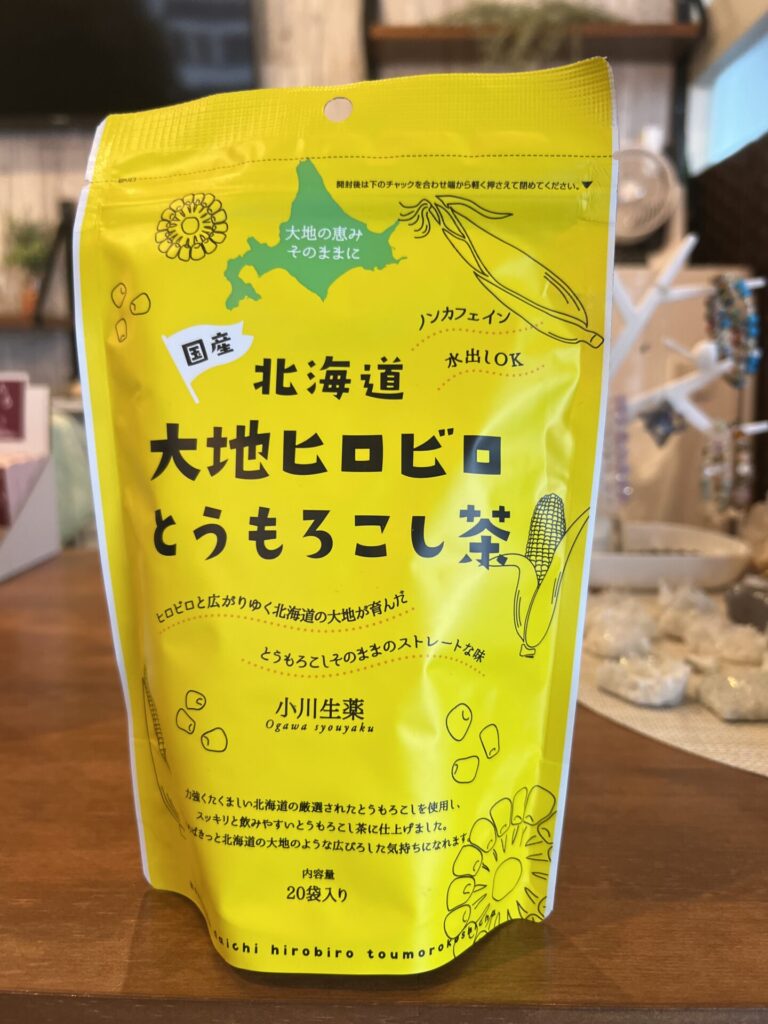 開封後は下のチャックを合わせ端から軽く押さえて閉めてください。▼
大地の恵み
そのままに
ノンカフェイン
水出しOK
国産
北海道
大地ヒロビロ
とうもろこし茶
ヒロビロと広がりゆく北海道の大地が育んだ
とうもろこしそのままのストレートな味
小川生薬
Ogawa syouyaku
力強くたくましい北海道の厳選されたとうもろこしを使用し、
スッキリと飲みやすいとうもろこし茶に仕上げました。
きっと北海道の大地のような広びろした気持ちになれます
内容量
20袋入り
daichi hirobiro